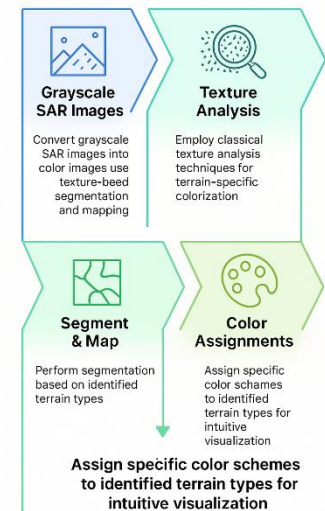 Grayscale
SAR Images
Convert grayscale
SAR images into
color images use
texture-beed
segmentation
and mapping
Texture
Analysis
Employ classical
texture analysis
techniques for
terrain-specific
colorization
Segment
& Map
Perform segmentation
based on identified
terrain types
Color
Assignments
Assign specific
color schames
to identified
terrain types for
intuitive
visualization
Assign specific color schemes
to identified terrain types for
intuitive visualization